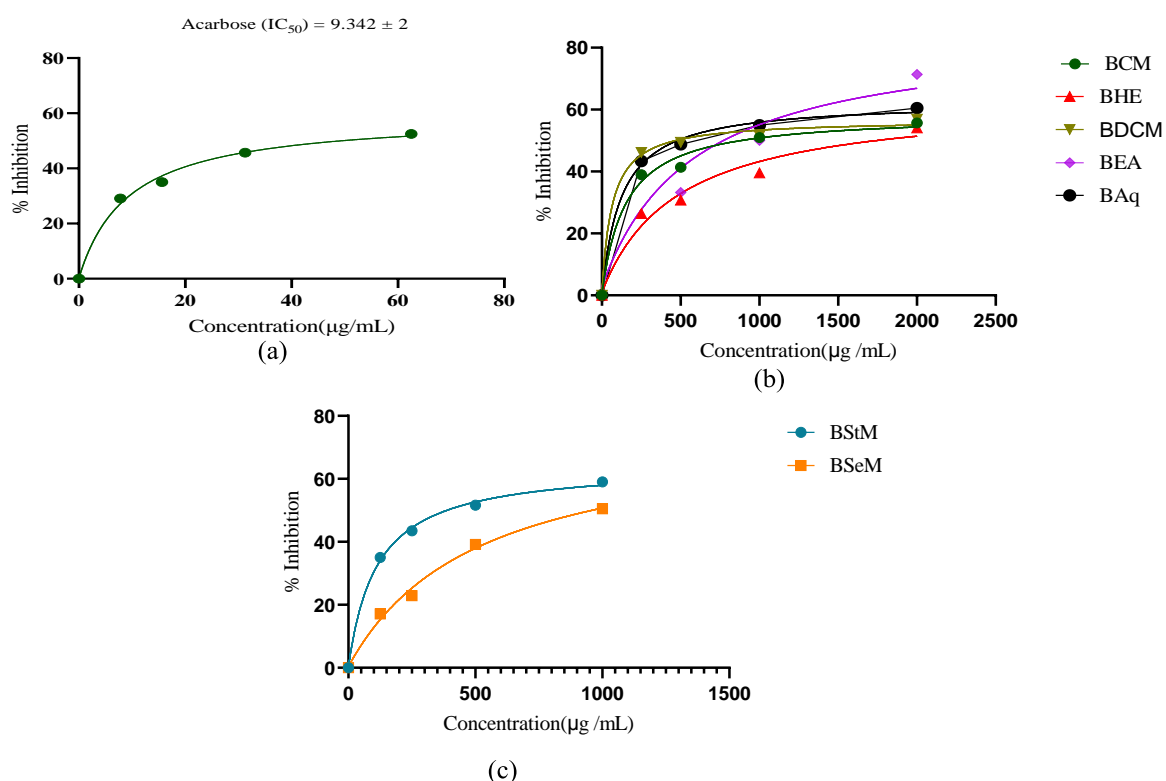 Acarbose (IC50) = 9.342 ± 2
80
60
40
20
0
% Inhibition
0 20 40 60 80
Concentration(µg/mL)
(a)
80
60
40
20
0
% Inhibition
0 500 1000 1500 2000 2500
Concentration(µg /mL)
(b)
BCM
BHE
BDCM
BEA
BAq
80
60
40
20
0
% Inhibition
0 500 1000 1500
Concentration(µg /mL)
(c)
BStM
BSeM